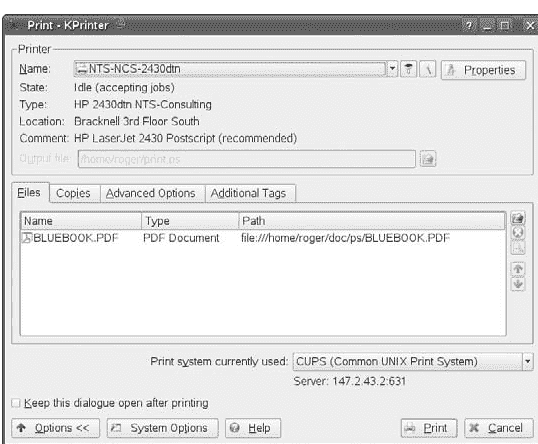 Print - KPrinter
Printer
Name: NTS-NCS-2430dtn Properties
State: Idle (accepting jobs)
Type: HP 2430dtn NTS-Consulting
Location: Bracknell 3rd Floor South
Comment: HP LaserJet 2430 Postscript (recommended)
Output file: /home/roger/print.ps
Files Copies Advanced Options Additional Tags
Name Type Path
BLUEBOOK.PDF PDF Document file:///home/roger/doc/ps/BLUEBOOK.PDF
Print system currently used: CUPS (Common UNIX Print System)
Server: 147.2.43.2:631
Keep this dialogue open after printing
Options << System Options Help Print Cancel